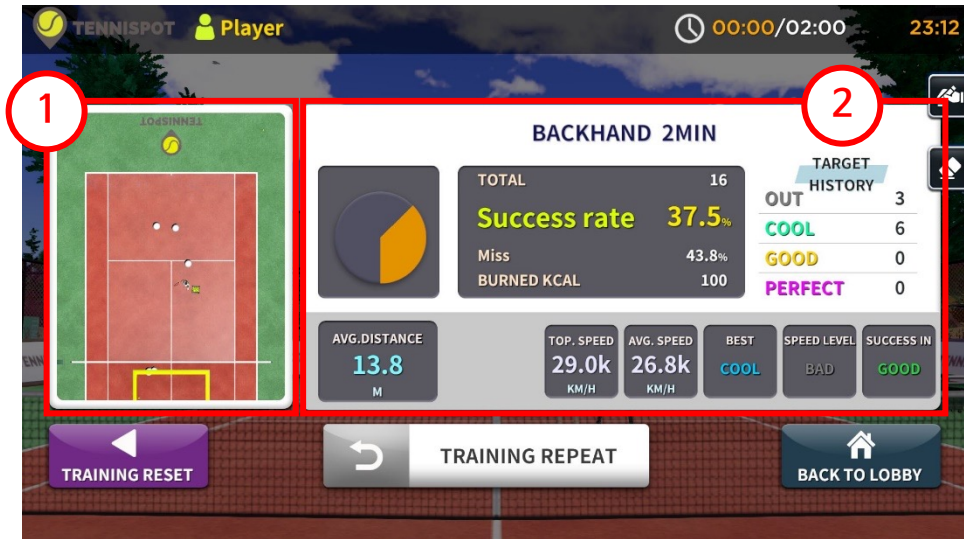 TENNISPOT
Player
00:00/02:00
23:12
1
TENNISPOT
2
BACKHAND 2MIN
TOTAL 16
Success rate 37.5%
Miss 43.8%
BURNED KCAL 100
TARGET
HISTORY
OUT 3
COOL 6
GOOD 0
PERFECT 0
AVG.DISTANCE
13.8
M
TOP. SPEED
29.0k
KM/H
AVG. SPEED
26.8k
KM/H
BEST
COOL
SPEED LEVEL
BAD
SUCCESS IN
GOOD
TRAINING RESET
TRAINING REPEAT
BACK TO LOBBY